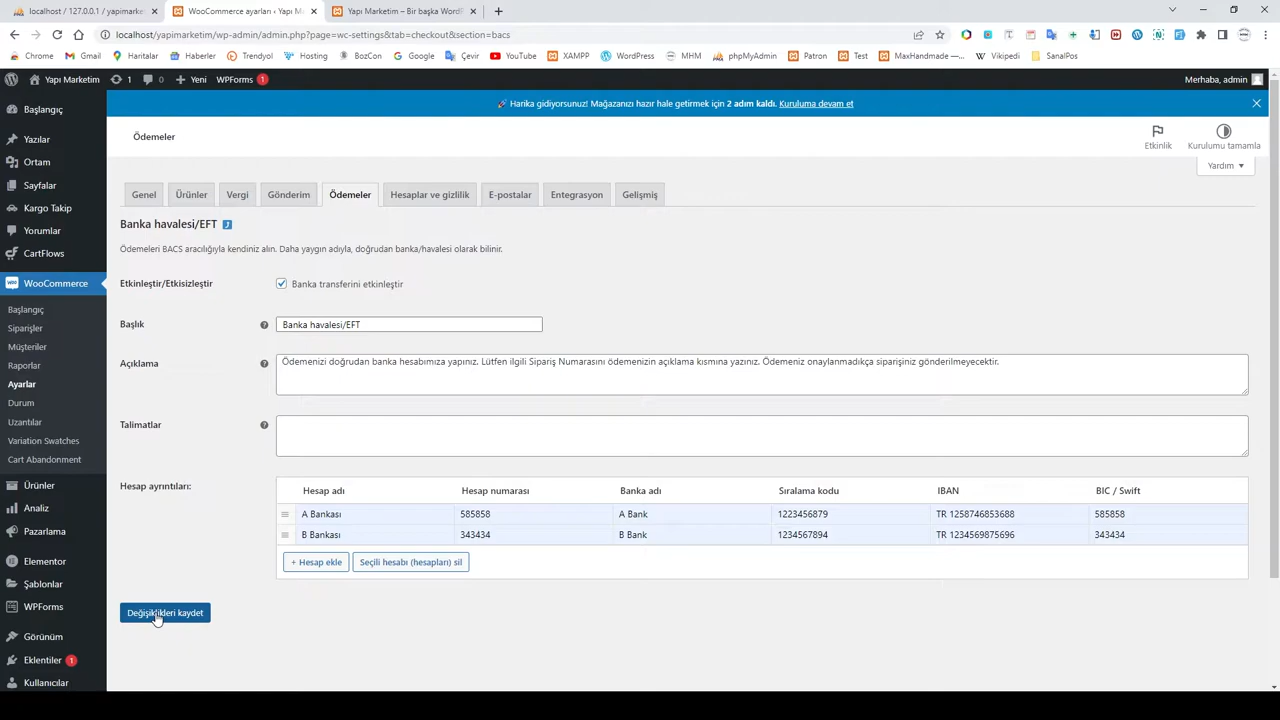 localhost / 127.0.0.1 / yapimarket
WooCommerce ayarları ‹ Yapı M
Yapı Marketim – Bir başka WordP
localhost/yapimarketim/wp-admin/admin.php?page=wc-settings&tab=checkout&section=bacs
Chrome Gmail Haritalar Haberler Trendyol Hosting BozCon Google Çevir YouTube XAMPP WordPress MHM phpMyAdmin Patron Test MaxHandmade —... Vikipedi SanalPos
Yapı Marketim 1 0 Yeni WPForms 1 Merhaba, admin
🚀 Harika gidiyorsunuz! Mağazanızı hazır hale getirmek için 2 adım kaldı. Kuruluma devam et
Ödemeler
Etkinlik
Kurulumu tamamla
Yardım
Başlangıç
Yazılar
Ortam
Sayfalar
Kargo Takip
Yorumlar
CartFlows
WooCommerce
Başlangıç
Siparişler
Müşteriler
Raporlar
Ayarlar
Durum
Uzantılar
Variation Swatches
Cart Abandonment
Ürünler
Analiz
Pazarlama
Elementor
Şablonlar
WPForms
Görünüm
Eklentiler 1
Kullanıcılar
Genel Ürünler Vergi Gönderim Ödemeler Hesaplar ve gizlilik E-postalar Entegrasyon Gelişmiş
Banka havalesi/EFT
Ödemeleri BACS aracılığıyla kendiniz alın. Daha yaygın adıyla, doğrudan banka/havalesi olarak bilinir.
Etkinleştir/Etkisizleştir Banka transferini etkinleştir
Başlık Banka havalesi/EFT
Açıklama Ödemenizi doğrudan banka hesabımıza yapınız. Lütfen ilgili Sipariş Numarasını ödemenizin açıklama kısmına yazınız. Ödemeniz onaylanmadıkça siparişiniz gönderilmeyecektir.
Talimatlar
Hesap ayrıntıları:
Hesap adı Hesap numarası Banka adı Sıralama kodu IBAN BIC / Swift
A Bankası 585858 A Bank 1223456879 TR 1258746853688 585858
B Bankası 343434 B Bank 1234567894 TR 1234569875696 343434
+ Hesap ekle Seçili hesabı (hesapları) sil
Değişiklikleri kaydet